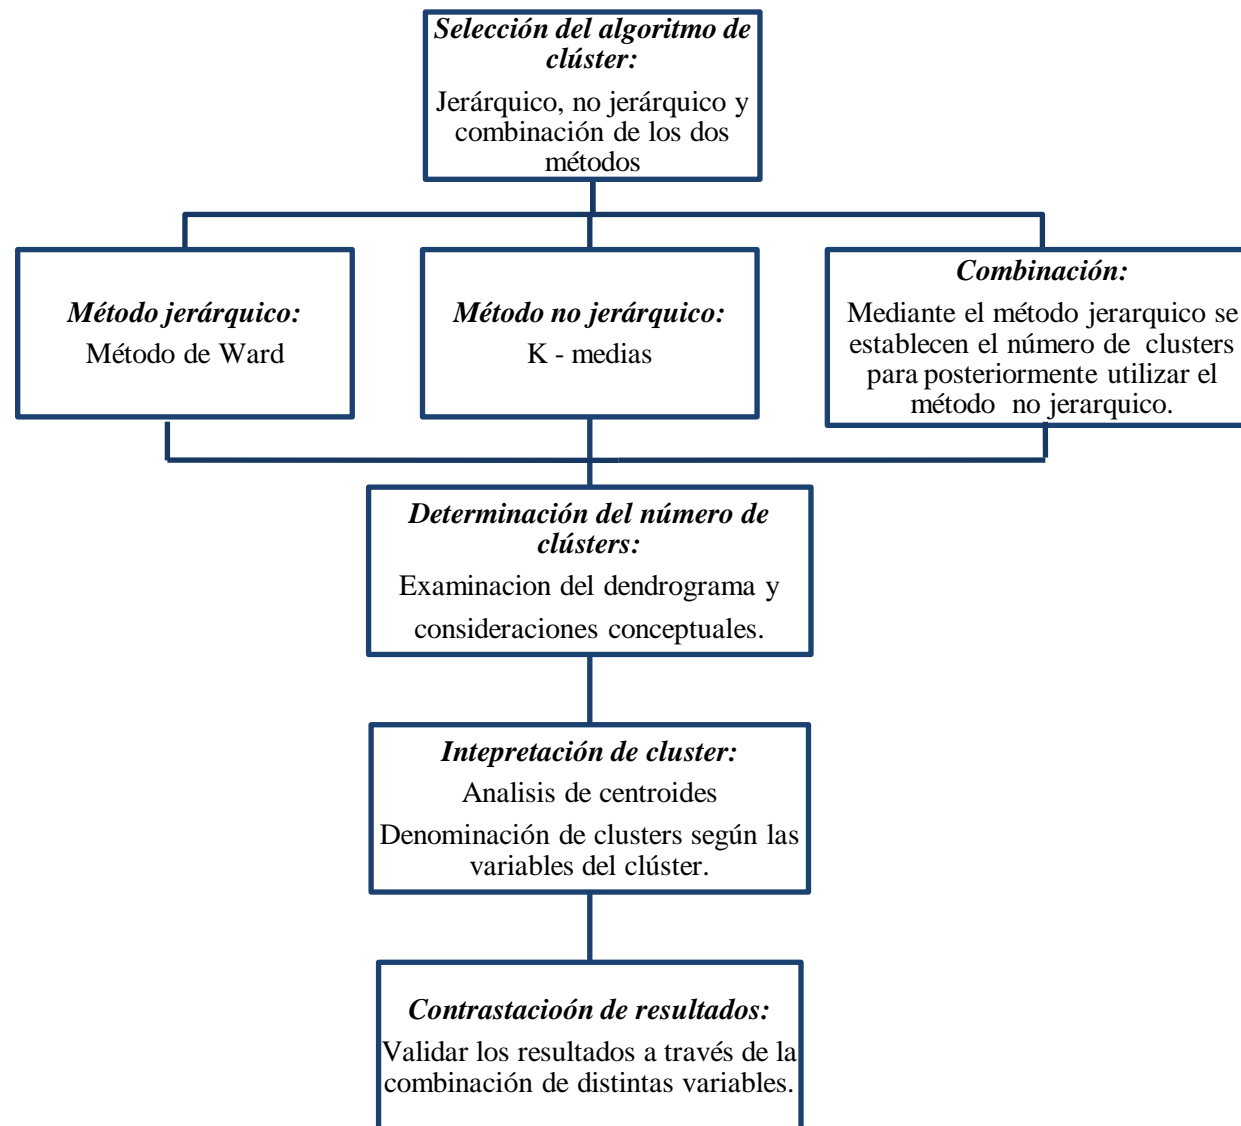 Selección del algoritmo de
clúster:
Jerárquico, no jerárquico y
combinación de los dos
métodos
Método jerárquico:
Método de Ward
Método no jerárquico:
K - medias
Combinación:
Mediante el método jerarquico se
establecen el número de clusters
para posteriormente utilizar el
método no jerarquico.
Determinación del número de
clústers:
Examinacion del dendrograma y
consideraciones conceptuales.
Intepretación de cluster:
Analisis de centroides
Denominación de clusters según las
variables del clúster.
Contrastacioón de resultados:
Validar los resultados a través de la
combinación de distintas variables.